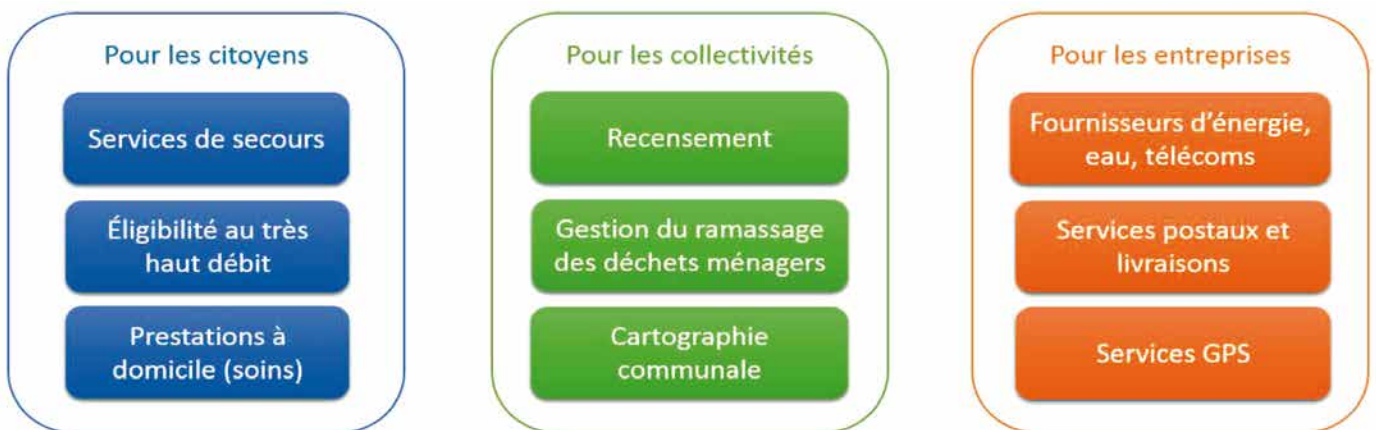 Pour les citoyens
Services de secours
Éligibilité au très
haut débit
Prestations à
domicile (soins)
Pour les collectivités
Recensement
Gestion du ramassage
des déchets ménagers
Cartographie
communale
Pour les entreprises
Fournisseurs d'énergie,
eau, télécoms
Services postaux et
livraisons
Services GPS